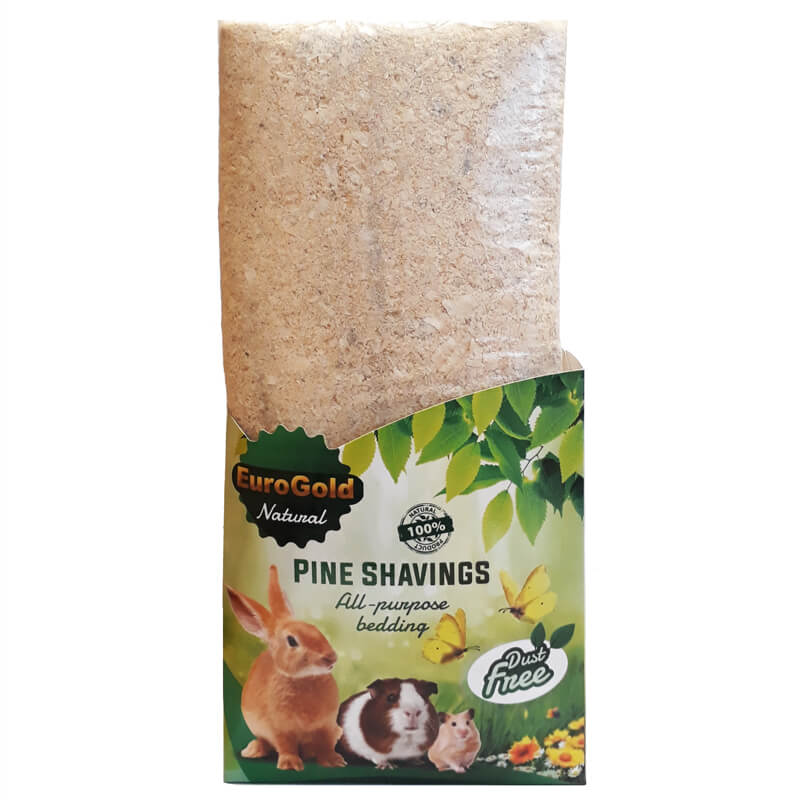 EuroGold
Natural
NATURAL
100%
PRODUCT
PINE SHAVINGS
All-purpose
bedding
Dust
Free